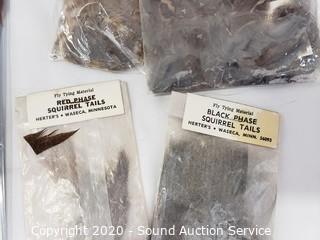 Fly Tying Material
RED PHASE
SQUIRREL TAILS
HERTER'S • WASECA, MINNESOTA
Fly Tying Material
BLACK PHASE
SQUIRREL TAILS
HERTER'S • WASECA, MINN. 56093
Copyright 2020 - Sound Auction Service